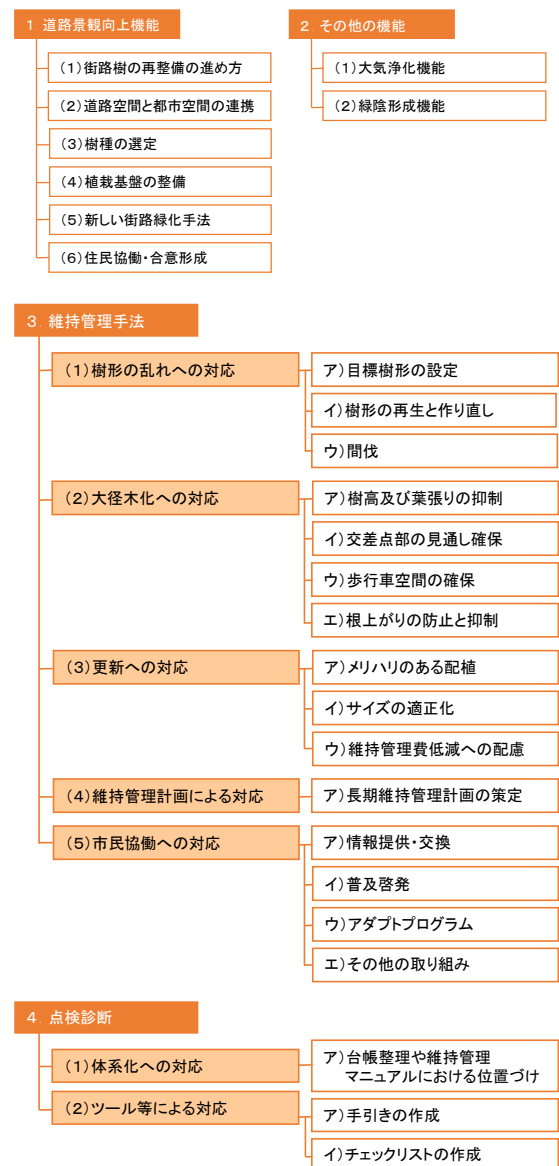 1．道路景観向上機能
(1)街路樹の再整備の進め方
(2)道路空間と都市空間の連携
(3)樹種の選定
(4)植栽基盤の整備
(5)新しい街路緑化手法
(6)住民協働・合意形成
2．その他の機能
(1)大気浄化機能
(2)緑陰形成機能
3．維持管理手法
(1)樹形の乱れへの対応
ア)目標樹形の設定
イ)樹形の再生と作り直し
ウ)間伐
(2)大径木化への対応
ア)樹高及び葉張りの抑制
イ)交差点部の見通し確保
ウ)歩行車空間の確保
エ)根上がりの防止と抑制
(3)更新への対応
ア)メリハリのある配植
イ)サイズの適正化
ウ)維持管理費低減への配慮
(4)維持管理計画による対応
ア)長期維持管理計画の策定
(5)市民協働への対応
ア)情報提供・交換
イ)普及啓発
ウ)アダプトプログラム
エ)その他の取り組み
4．点検診断
(1)体系化への対応
ア)台帳整理や維持管理
マニュアルにおける位置づけ
(2)ツール等による対応
ア)手引きの作成
イ)チェックリストの作成